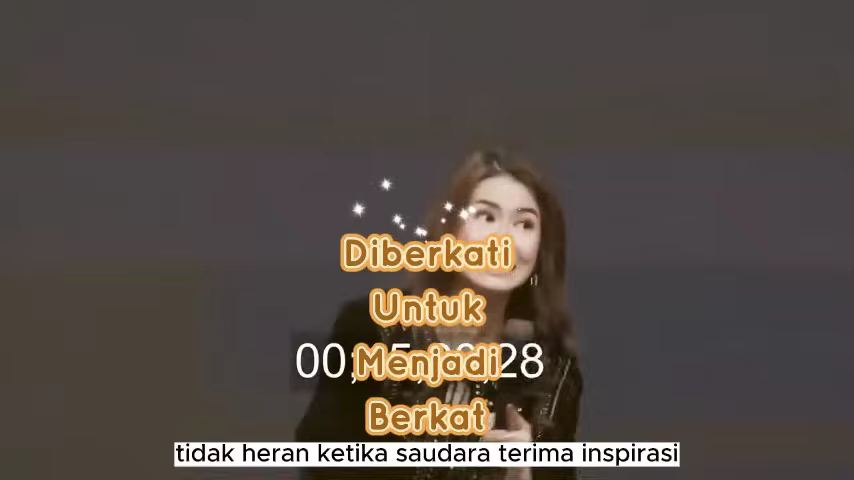 Diberkati
Untuk
Menjadi
Berkat
tidak heran ketika saudara terima inspirasi